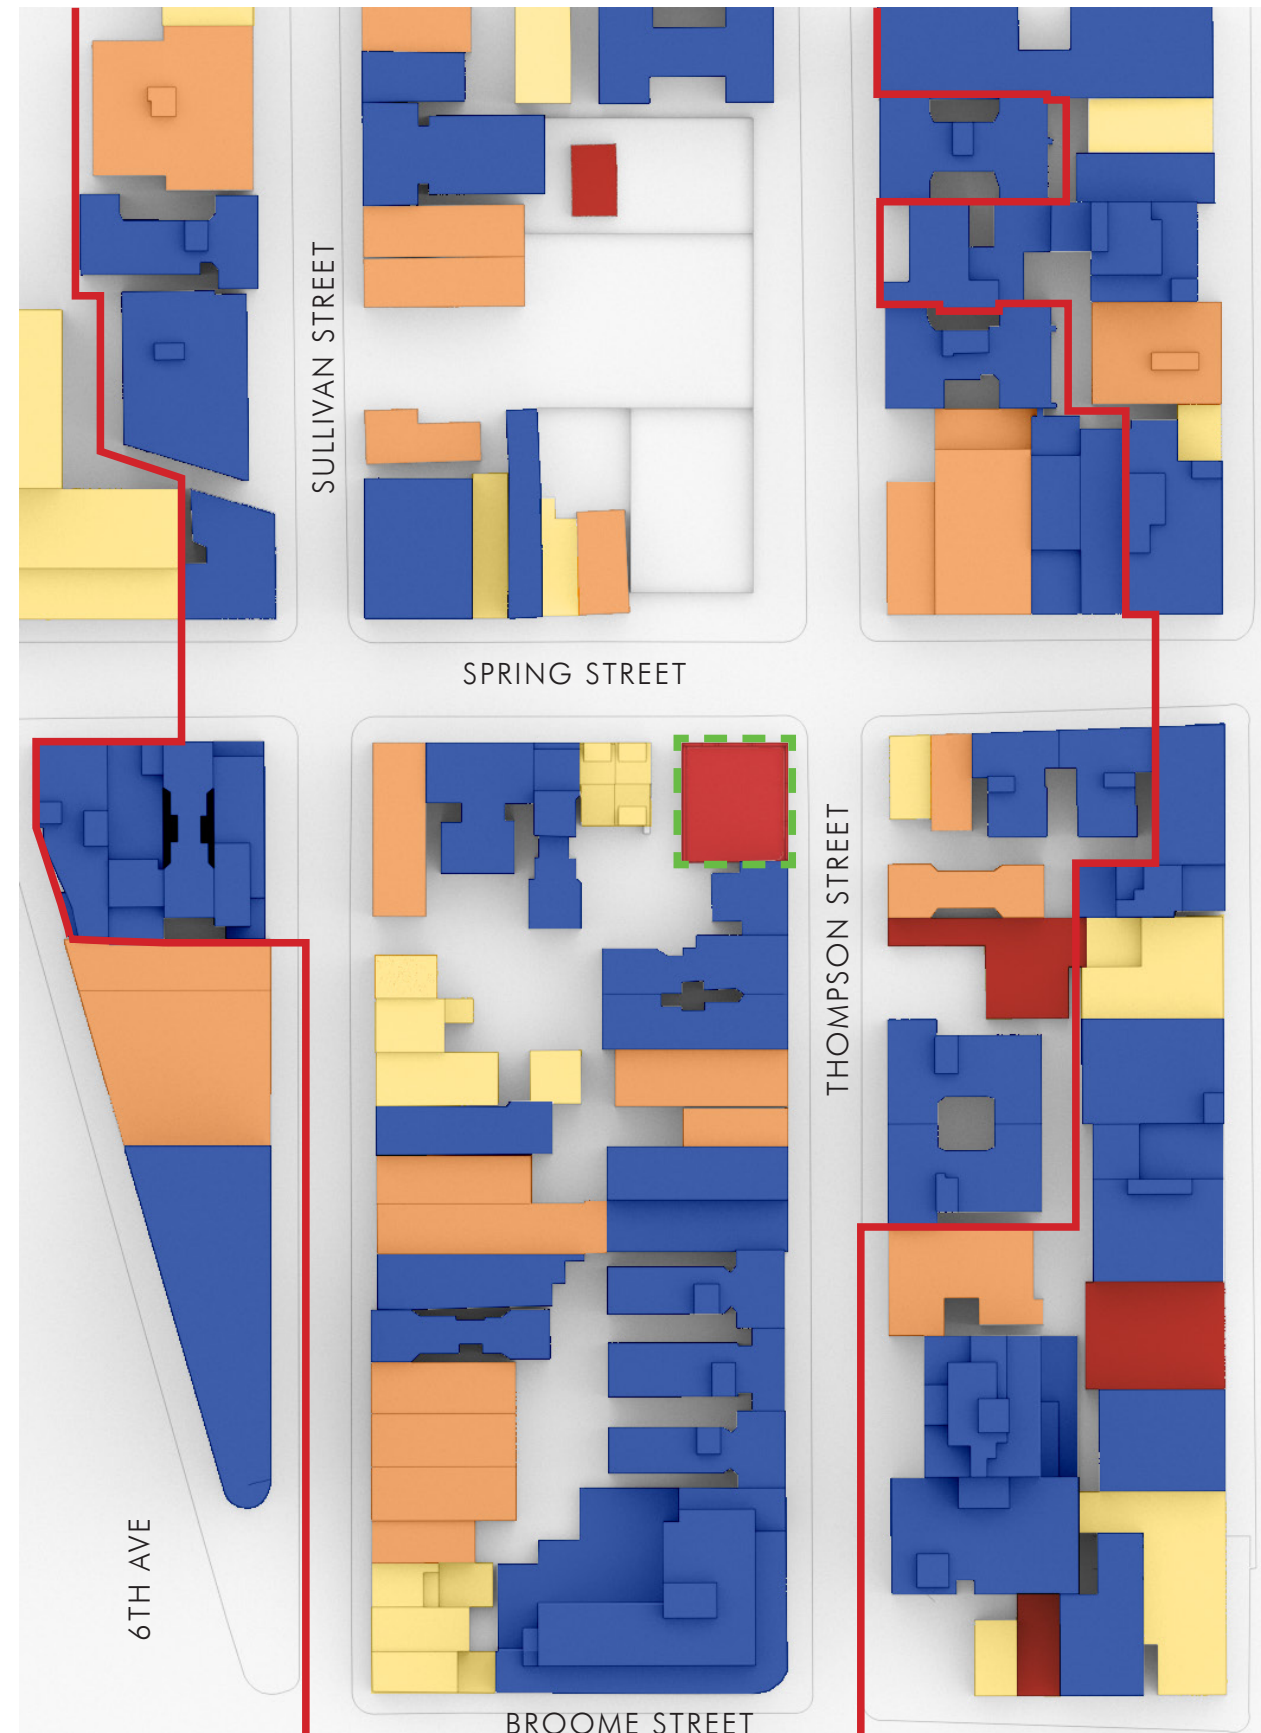 SULLIVAN STREET
SPRING STREET
THOMPSON STREET
6TH AVE
BROOME STREET